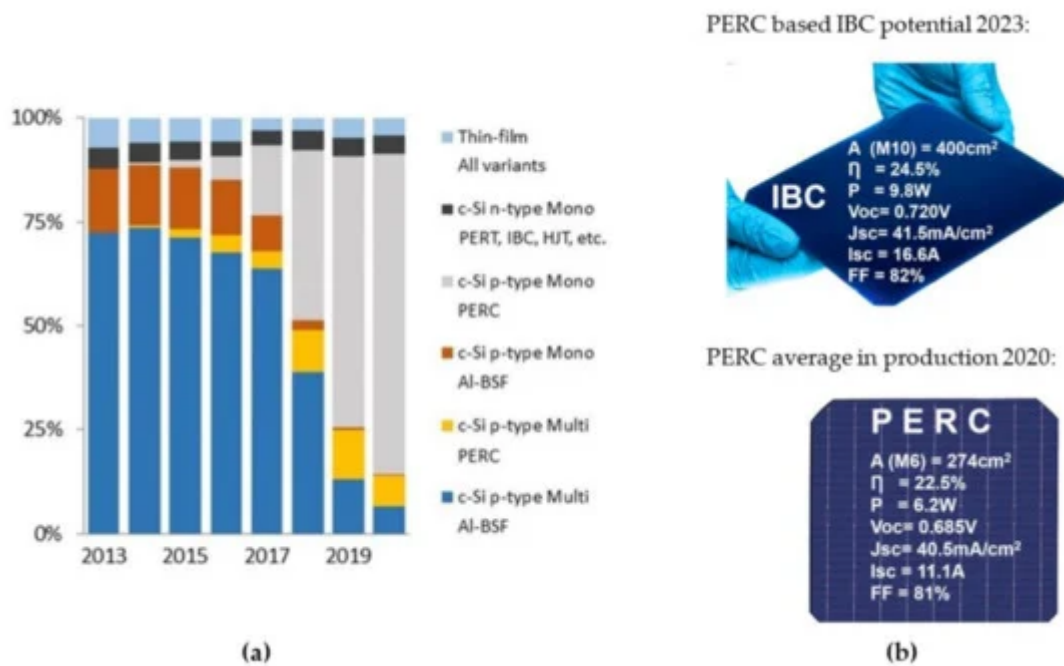 PERC based IBC potential 2023:
100%
75%
50%
25%
0%
2013
2015
2017
2019
Thin-film
All variants
c-Si n-type Mono
PERT, IBC, HJT, etc.
c-Si p-type Mono
PERC
c-Si p-type Mono
Al-BSF
c-Si p-type Multi
PERC
c-Si p-type Multi
Al-BSF
(a)
IBC
A (M10) = 400cm²
η = 24.5%
P = 9.8W
Voc= 0.720V
Jsc= 41.5mA/cm²
Isc = 16.6A
FF = 82%
PERC average in production 2020:
PERC
A (M6) = 274cm²
η = 22.5%
P = 6.2W
Voc= 0.685V
Jsc= 40.5mA/cm²
Isc = 11.1A
FF = 81%
(b)